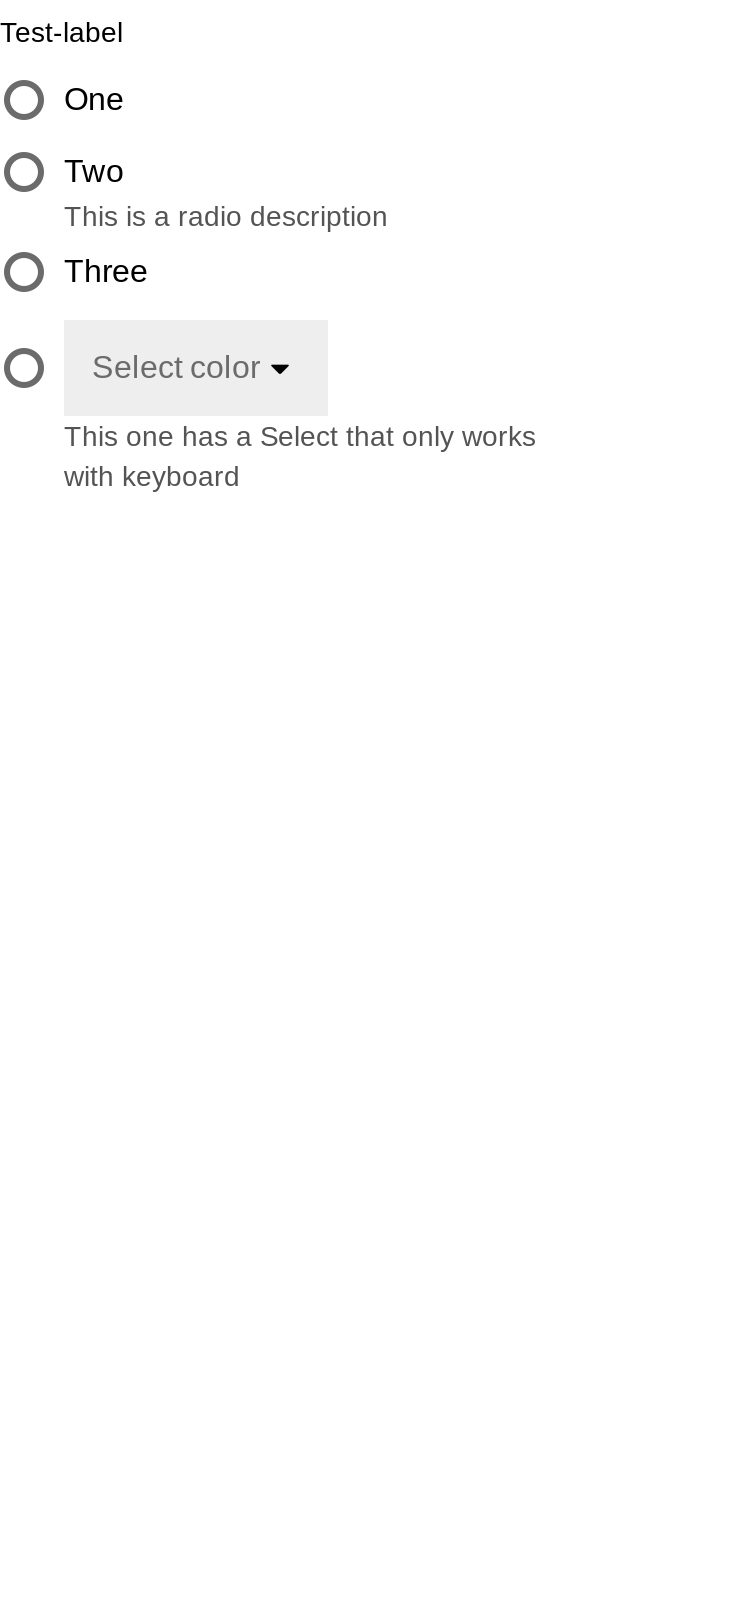 Test-label
One
Two
This is a radio description
Three
Select color
This one has a Select that only works
with keyboard